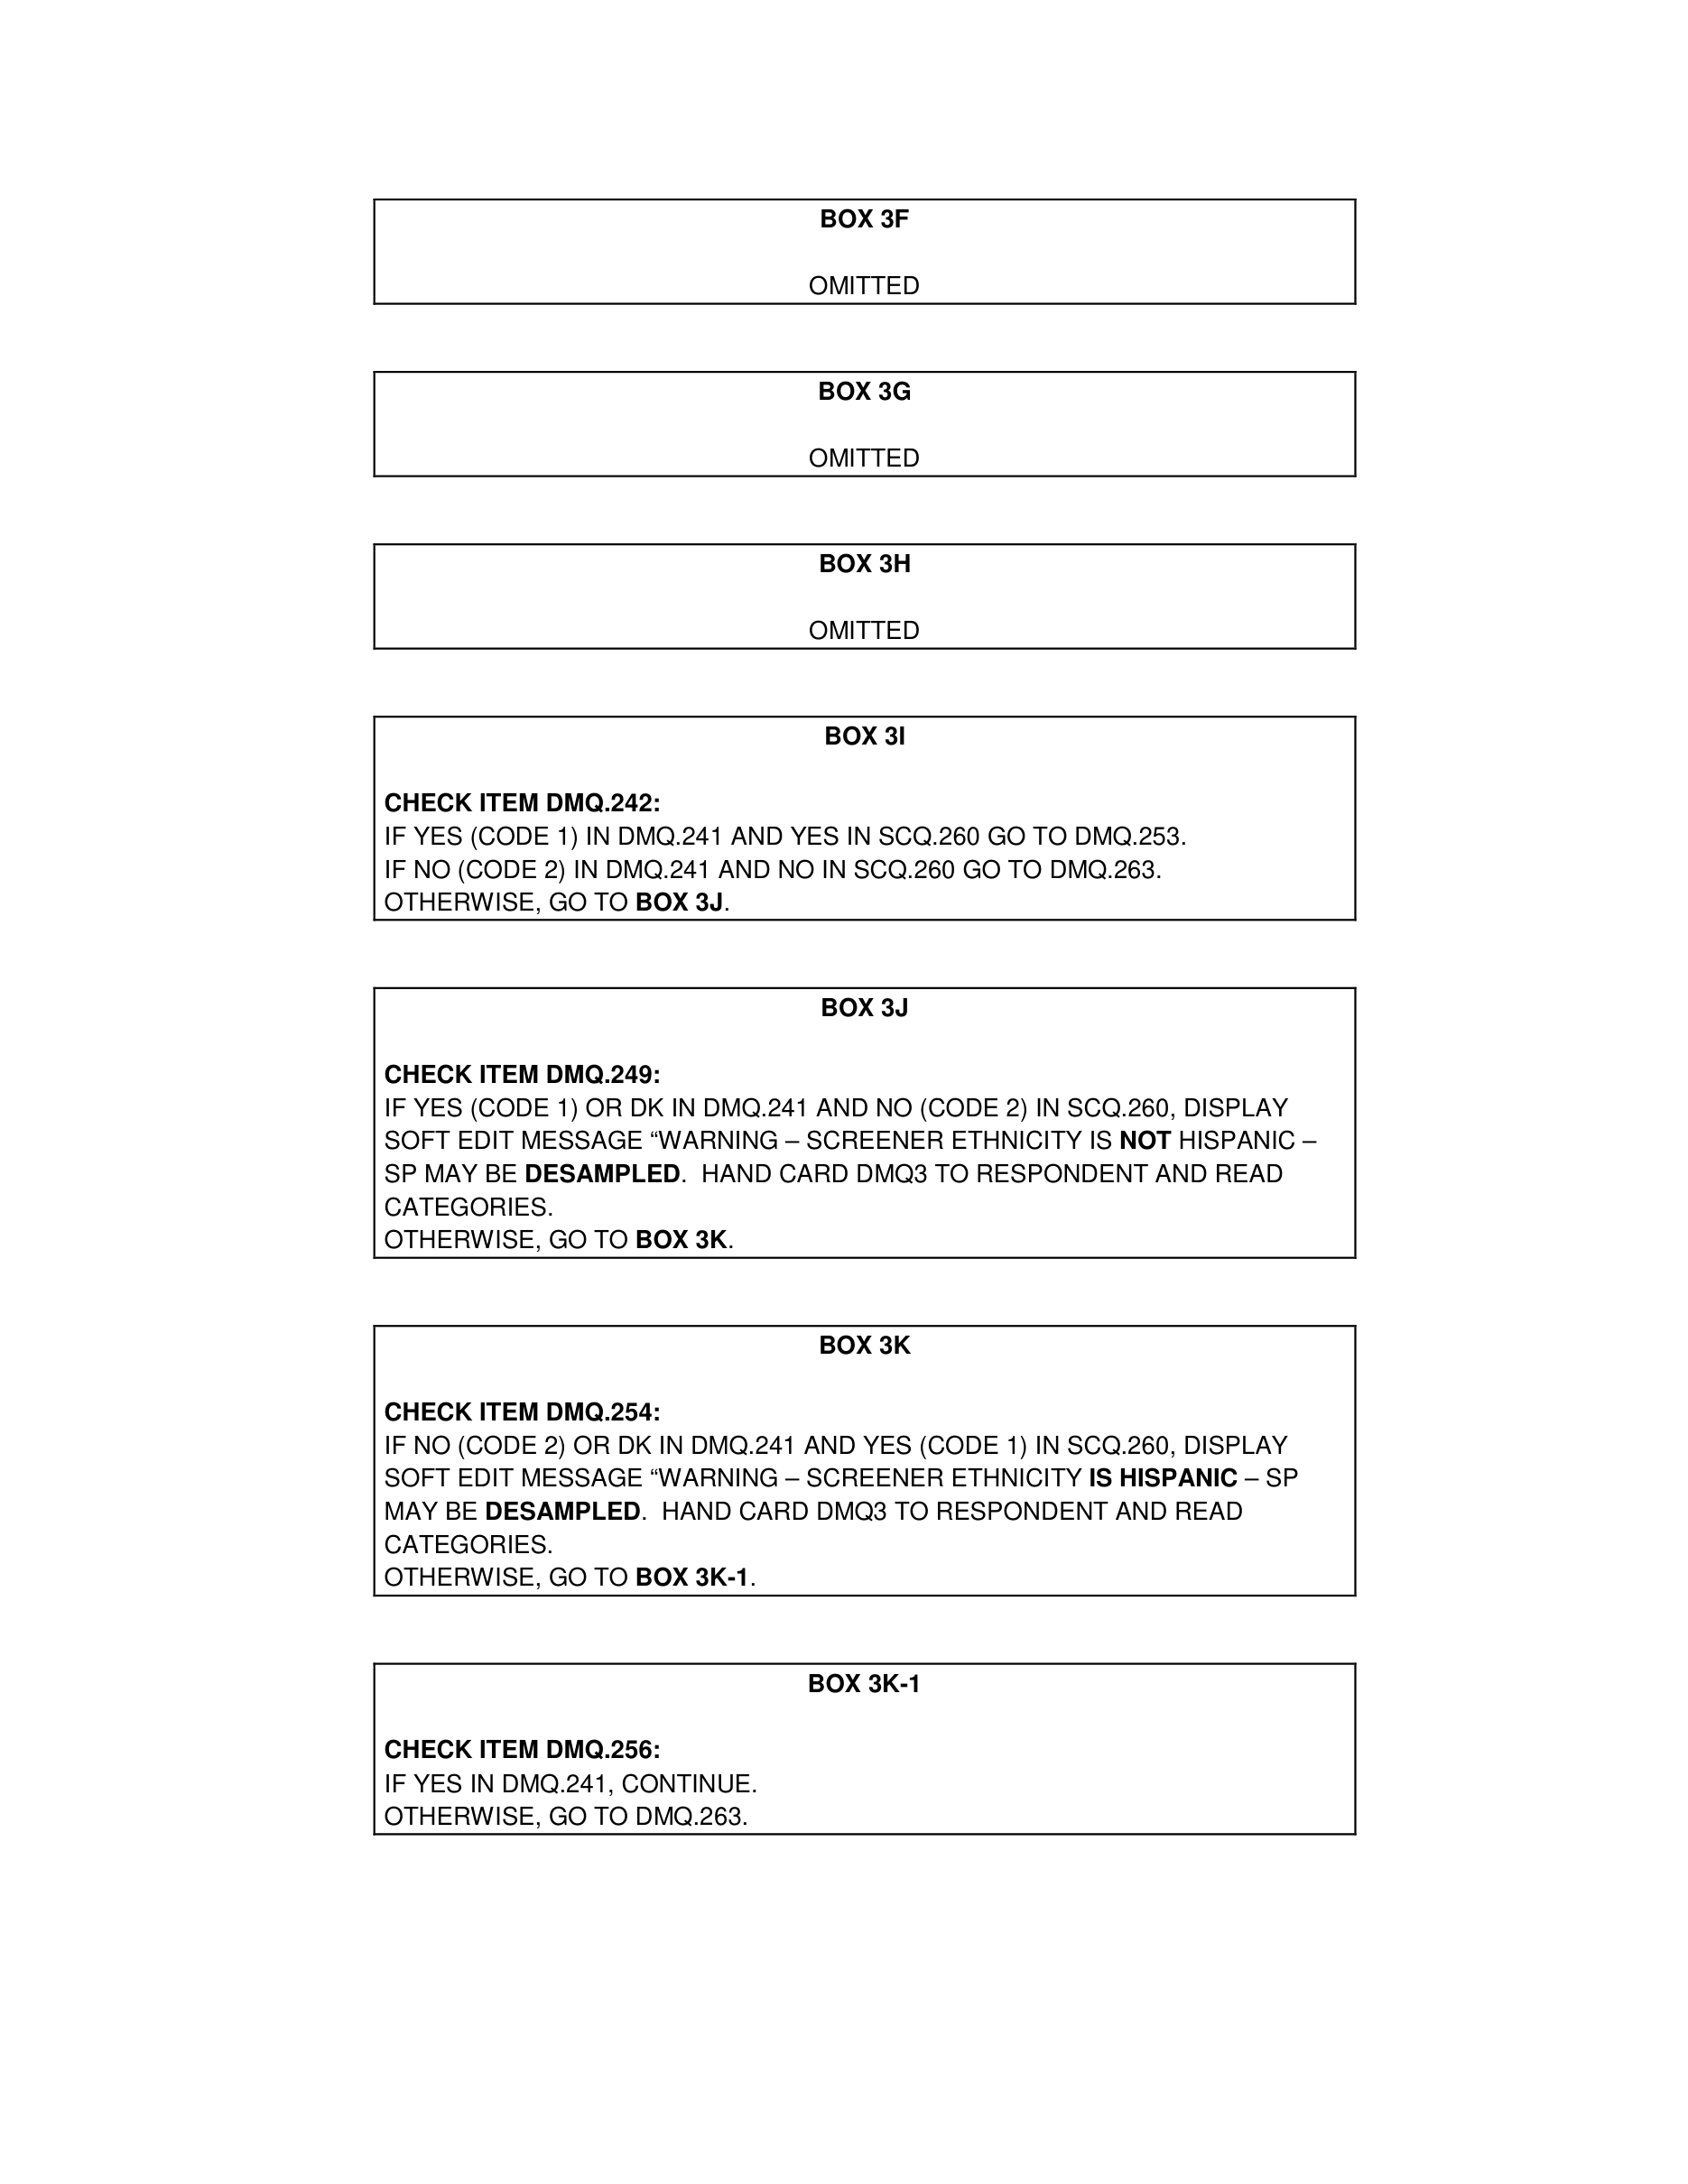 BOX 3F
OMITTED
BOX 3G
OMITTED
BOX 3H
OMITTED
BOX 3I
CHECK ITEM DMQ.242:
IF YES (CODE 1) IN DMQ.241 AND YES IN SCQ.260 GO TO DMQ.253.
IF NO (CODE 2) IN DMQ.241 AND NO IN SCQ.260 GO TO DMQ.263.
OTHERWISE, GO TO BOX 3J.
BOX 3J
CHECK ITEM DMQ.249:
IF YES (CODE 1) OR DK IN DMQ.241 AND NO (CODE 2) IN SCQ.260, DISPLAY
SOFT EDIT MESSAGE “WARNING – SCREENER ETHNICITY IS NOT HISPANIC –
SP MAY BE DESAMPLED.  HAND CARD DMQ3 TO RESPONDENT AND READ
CATEGORIES.
OTHERWISE, GO TO BOX 3K.
BOX 3K
CHECK ITEM DMQ.254:
IF NO (CODE 2) OR DK IN DMQ.241 AND YES (CODE 1) IN SCQ.260, DISPLAY
SOFT EDIT MESSAGE “WARNING – SCREENER ETHNICITY IS HISPANIC – SP
MAY BE DESAMPLED.  HAND CARD DMQ3 TO RESPONDENT AND READ
CATEGORIES.
OTHERWISE, GO TO BOX 3K-1.
BOX 3K-1
CHECK ITEM DMQ.256:
IF YES IN DMQ.241, CONTINUE.
OTHERWISE, GO TO DMQ.263.